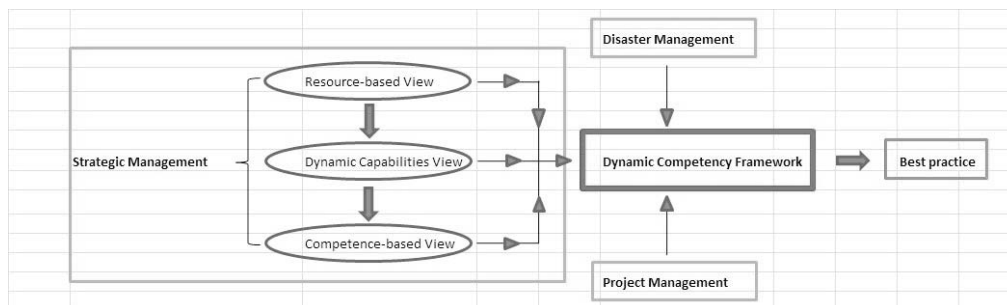 Disaster Management
Resource-based View
Strategic Management
Dynamic Capabilities View
Dynamic Competency Framework
Best practice
Competence-based View
Project Management